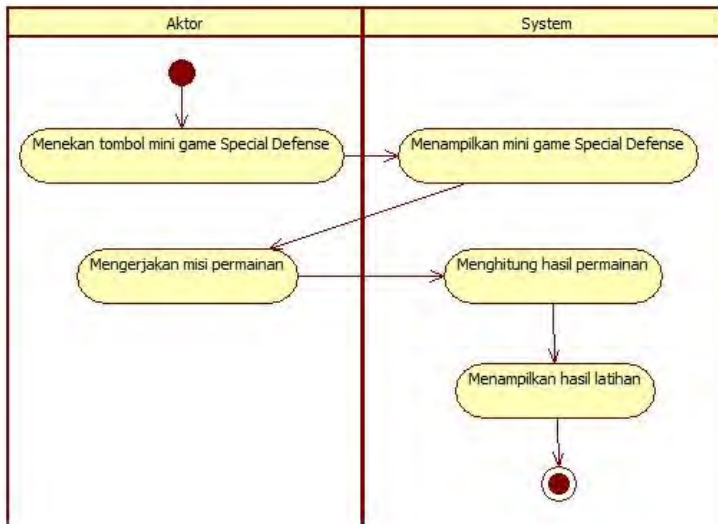 Aktor
System
Menekan tombol mini game Special Defense
Menampilkan mini game Special Defense
Mengerjakan misi permainan
Menghitung hasil permainan
Menampilkan hasil latihan